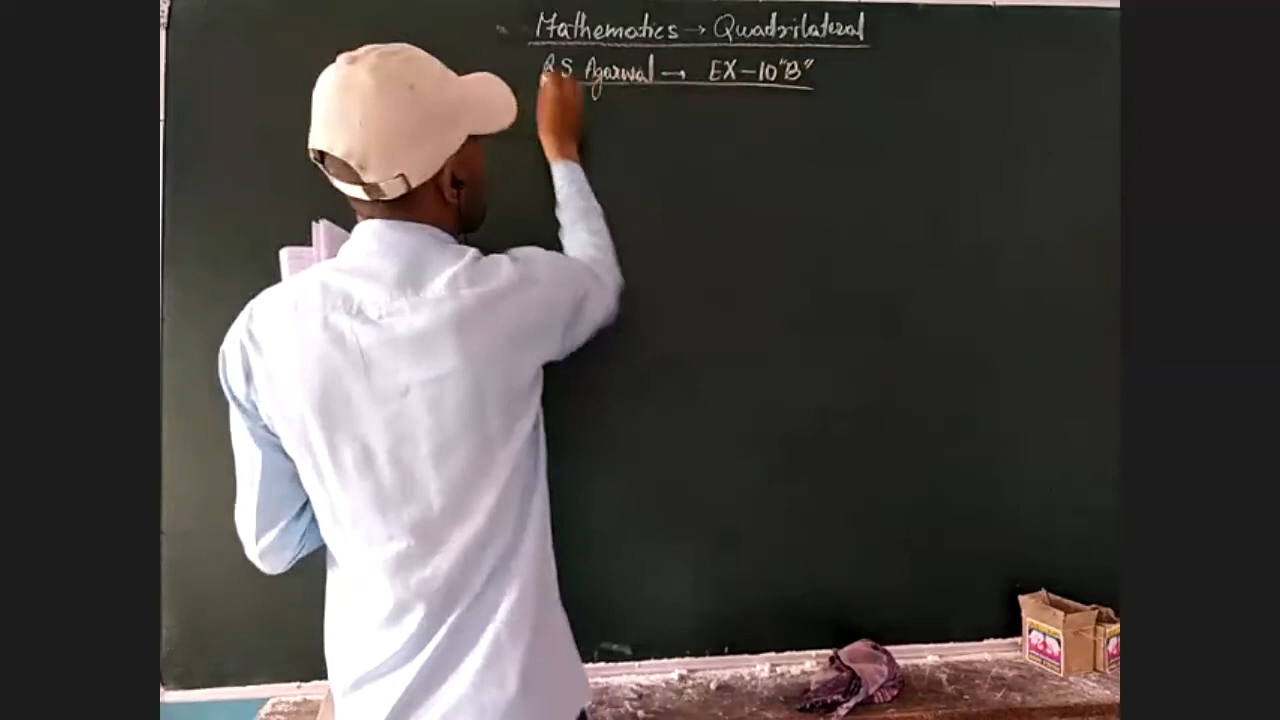 Mathematics → Quadrilateral
RS Agarwal → EX-10"B"